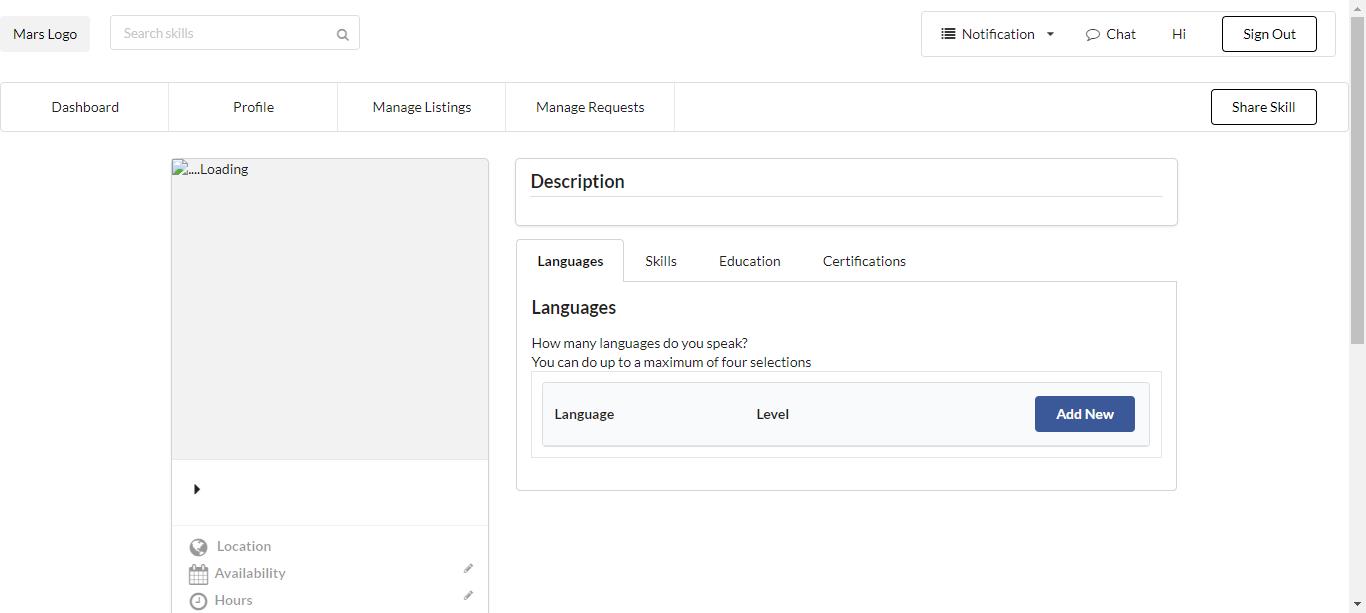 Mars Logo
Search skills
Notification
Chat
Hi
Sign Out
Dashboard
Profile
Manage Listings
Manage Requests
Share Skill
....Loading
Location
Availability
Hours
Description
Languages
Skills
Education
Certifications
Languages
How many languages do you speak?
You can do up to a maximum of four selections
Language
Level
Add New